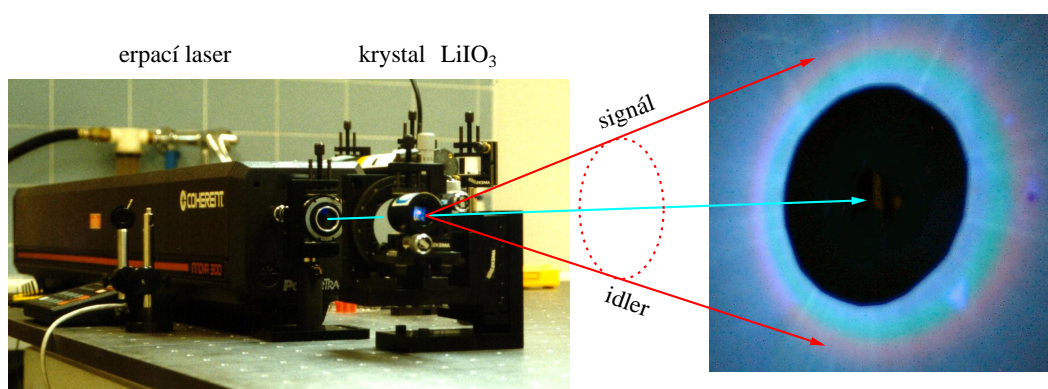 erpací laser
krystal LiIO₃
signál
idler
COHERENT
INNOVA 300